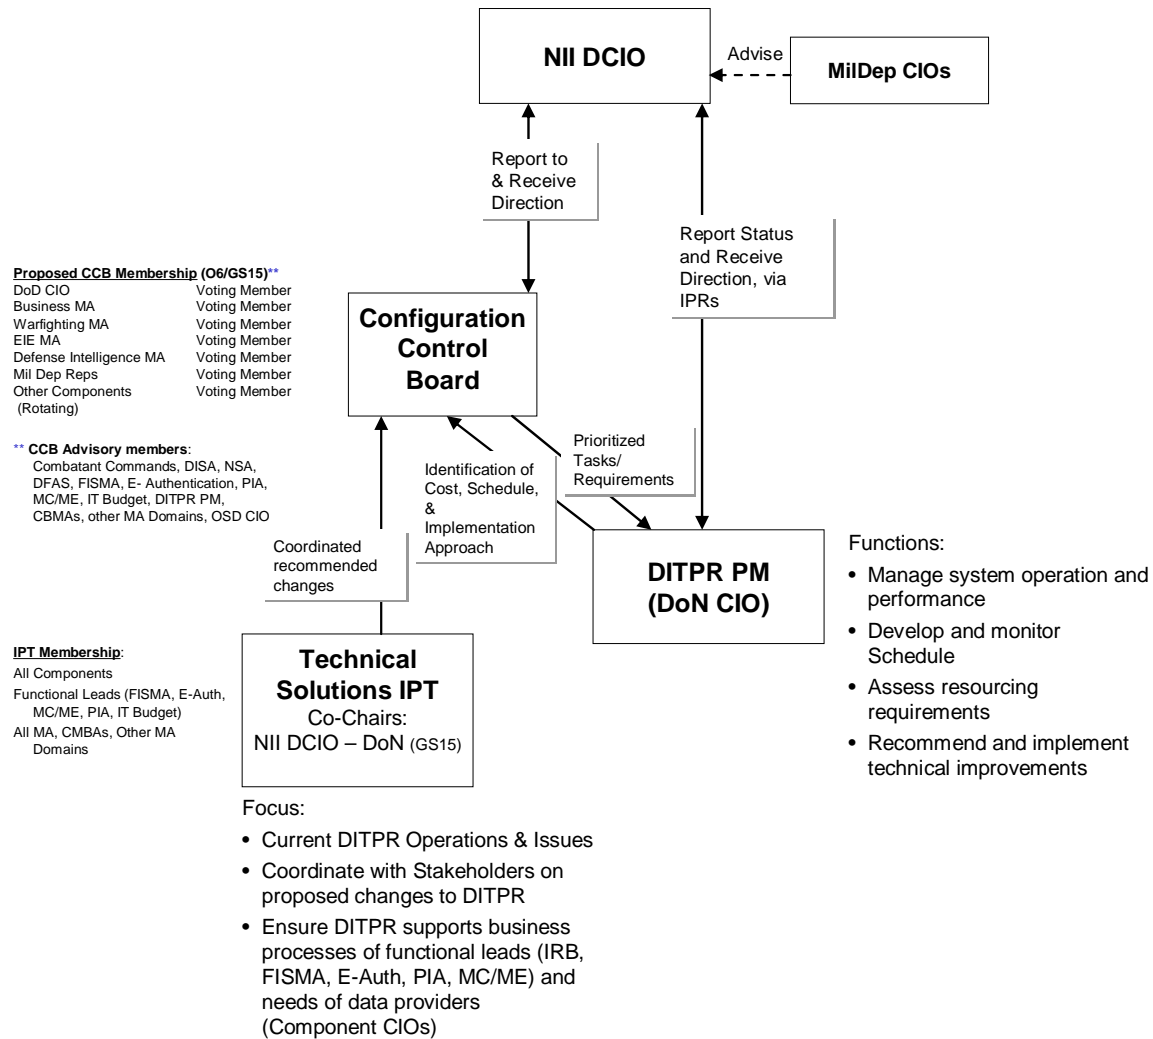 NII DCIO
Advise
MilDep CIOs
Report to
& Receive
Direction
Report Status
and Receive
Direction, via
IPRs
Proposed CCB Membership (O6/GS15)**
DoD CIO Voting Member
Business MA Voting Member
Warfighting MA Voting Member
EIE MA Voting Member
Defense Intelligence MA Voting Member
Mil Dep Reps Voting Member
Other Components Voting Member
(Rotating)
Configuration
Control
Board
** CCB Advisory members:
Combatant Commands, DISA, NSA,
DFAS, FISMA, E- Authentication, PIA,
MC/ME, IT Budget, DITPR PM,
CBMAs, other MA Domains, OSD CIO
Coordinated
recommended
changes
Identification of
Cost, Schedule,
&
Implementation
Approach
Prioritized
Tasks/
Requirements
DITPR PM
(DoN CIO)
Functions:
• Manage system operation and
performance
• Develop and monitor
Schedule
• Assess resourcing
requirements
• Recommend and implement
technical improvements
IPT Membership:
All Components
Functional Leads (FISMA, E-Auth,
MC/ME, PIA, IT Budget)
All MA, CMBAs, Other MA
Domains
Technical
Solutions IPT
Co-Chairs:
NII DCIO – DoN (GS15)
Focus:
• Current DITPR Operations & Issues
• Coordinate with Stakeholders on
proposed changes to DITPR
• Ensure DITPR supports business
processes of functional leads (IRB,
FISMA, E-Auth, PIA, MC/ME) and
needs of data providers
(Component CIOs)